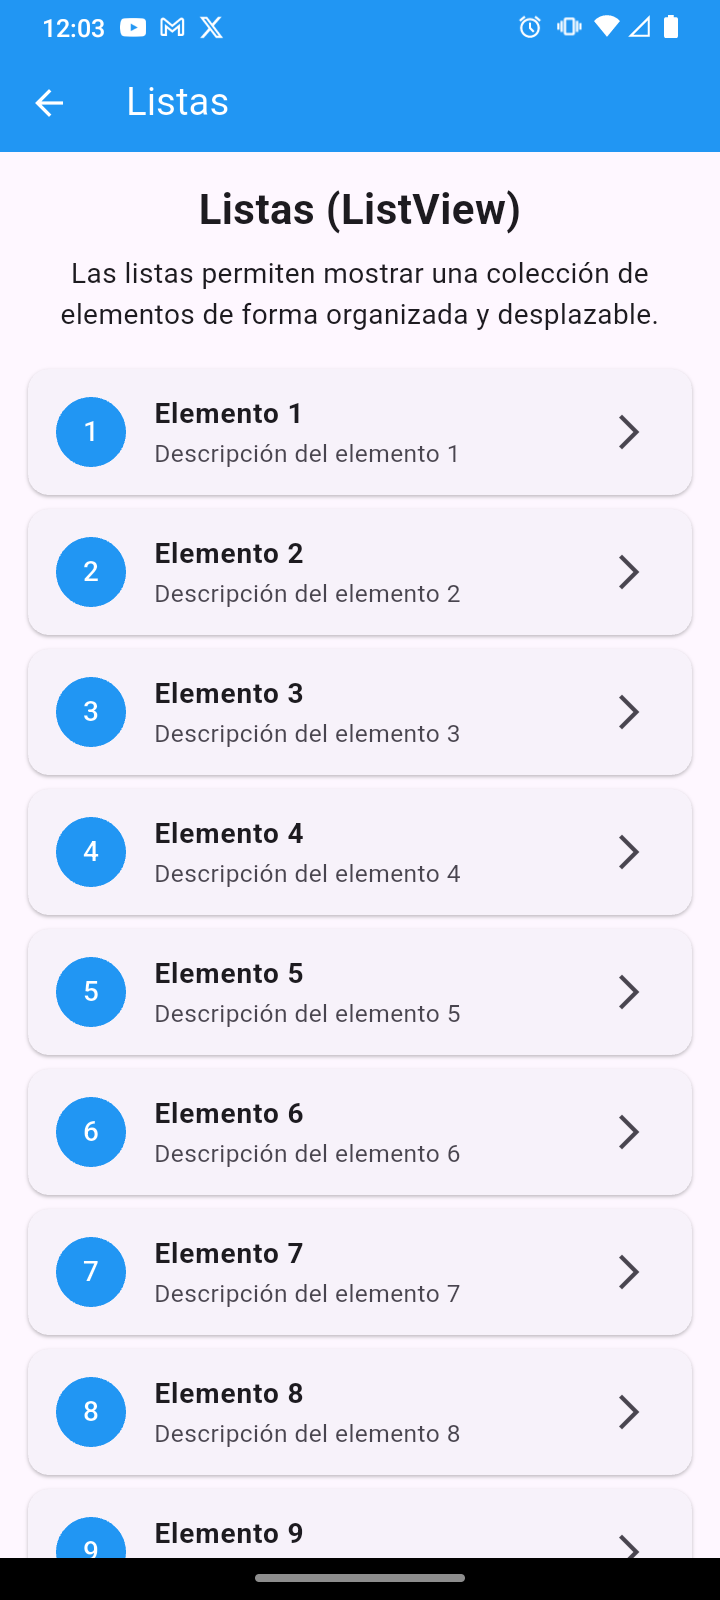 12:03
Listas
Listas (ListView)
Las listas permiten mostrar una colección de
elementos de forma organizada y desplazable.
1
Elemento 1
Descripción del elemento 1
2
Elemento 2
Descripción del elemento 2
3
Elemento 3
Descripción del elemento 3
4
Elemento 4
Descripción del elemento 4
5
Elemento 5
Descripción del elemento 5
6
Elemento 6
Descripción del elemento 6
7
Elemento 7
Descripción del elemento 7
8
Elemento 8
Descripción del elemento 8
9
Elemento 9